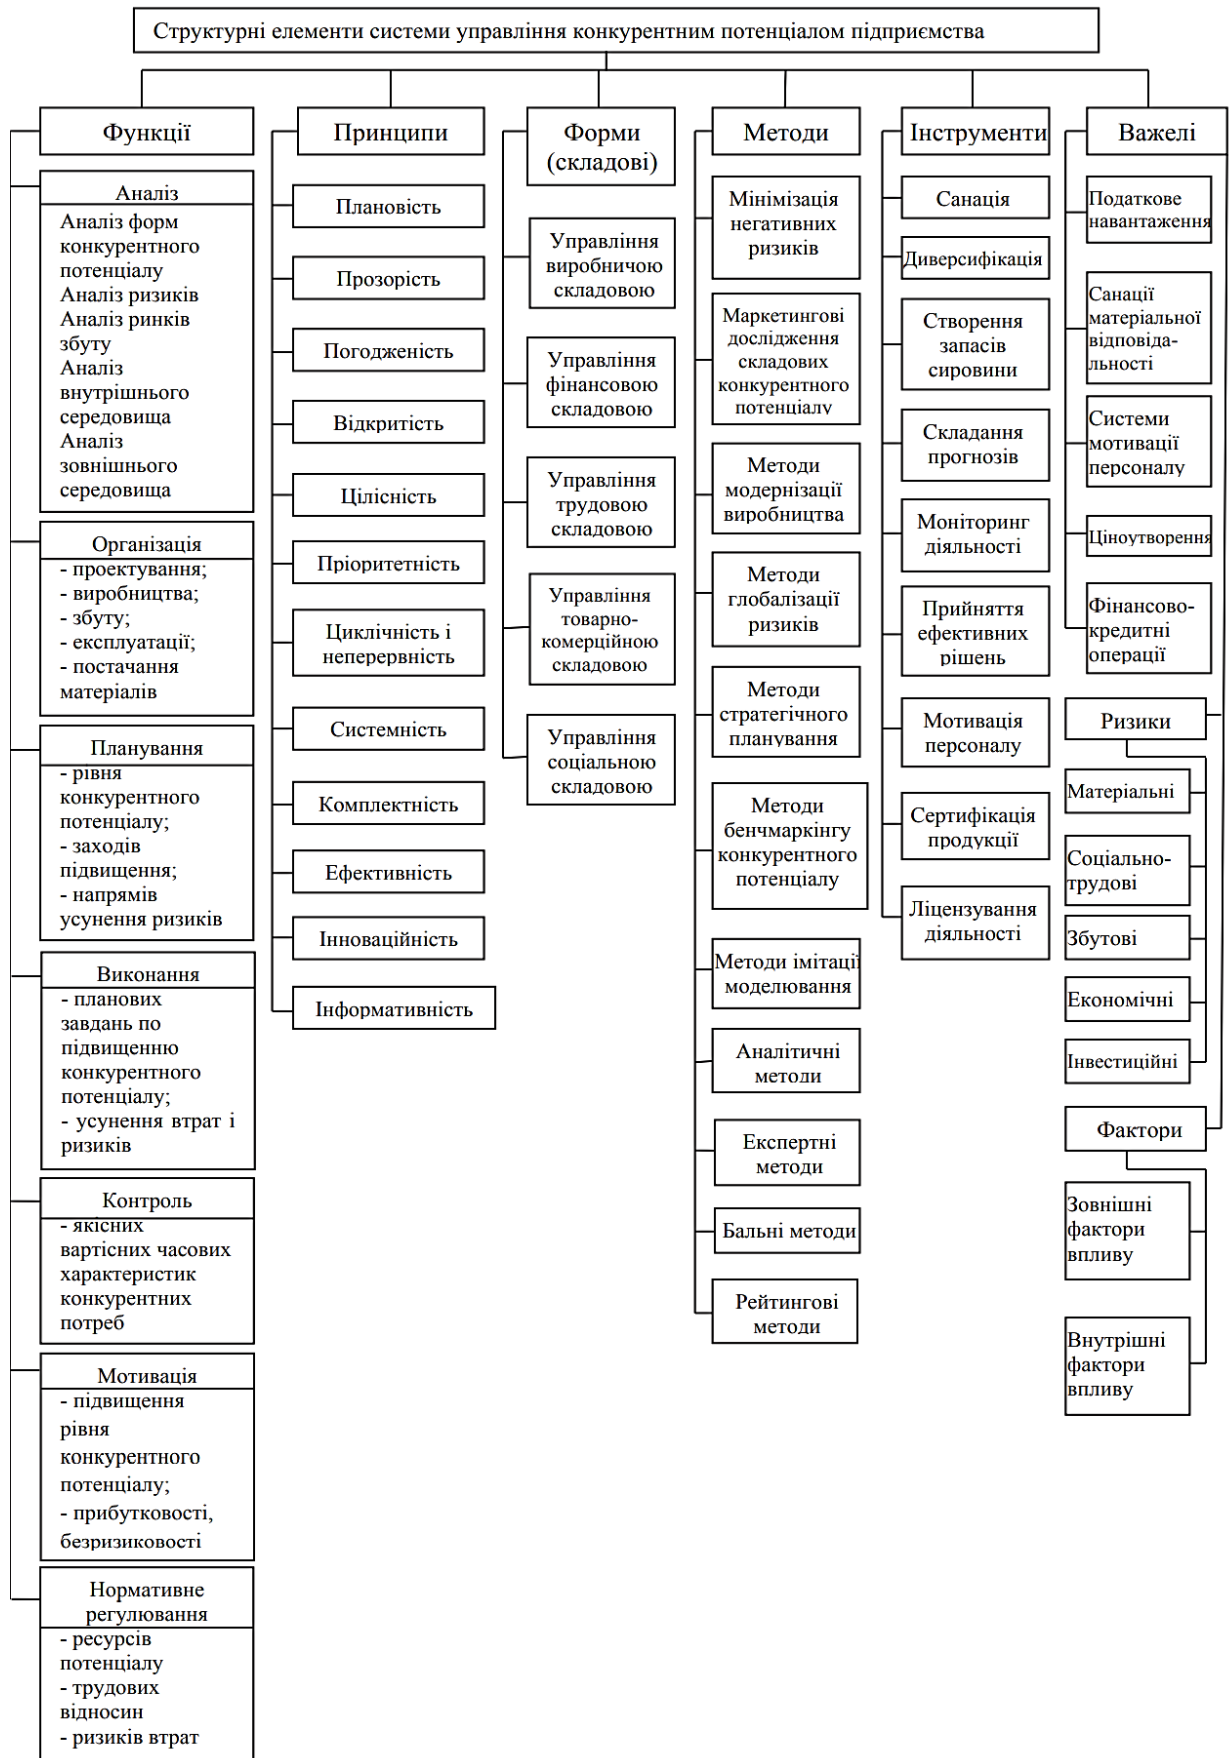 Структурні елементи системи управління конкурентним потенціалом підприємства
Функції
Аналіз
Аналіз форм
конкурентного
потенціалу
Аналіз ризиків
Аналіз ринків
збуту
Аналіз
внутрішнього
середовища
Аналіз
зовнішнього
середовища
Організація
- проектування;
- виробництва;
- збуту;
- експлуатації;
- постачання
матеріалів
Планування
- рівня
конкурентного
потенціалу;
- заходів
підвищення;
- напрямів
усунення ризиків
Виконання
- планових
завдань по
підвищенню
конкурентного
потенціалу;
- усунення втрат і
ризиків
Контроль
- якісних
вартісних часових
характеристик
конкурентних
потреб
Мотивація
- підвищення
рівня
конкурентного
потенціалу;
- прибутковості,
безризиковості
Нормативне
регулювання
- ресурсів
потенціалу
- трудових
відносин
- ризиків втрат
Принципи
Плановість
Прозорість
Погодженість
Відкритість
Цілісність
Пріоритетність
Циклічність і
неперервність
Системність
Комплектність
Ефективність
Інноваційність
Інформативність
Форми
(складові)
Управління
виробничою
складовою
Управління
фінансовою
складовою
Управління
трудовою
складовою
Управління
товарно-
комерційною
складовою
Управління
соціальною
складовою
Методи
Мінімізація
негативних
ризиків
Маркетингові
дослідження
складових
конкурентного
потенціалу
Методи
модернізації
виробництва
Методи
глобалізації
ризиків
Методи
стратегічного
планування
Методи
бенчмаркінгу
конкурентного
потенціалу
Методи імітації
моделювання
Аналітичні
методи
Експертні
методи
Бальні методи
Рейтингові
методи
Інструменти
Санація
Диверсифікація
Створення
запасів
сировини
Складання
прогнозів
Моніторинг
діяльності
Прийняття
ефективних
рішень
Мотивація
персоналу
Сертифікація
продукції
Ліцензування
діяльності
Важелі
Податкове
навантаження
Санації
матеріальної
відповіда-
льності
Системи
мотивації
персоналу
Ціноутворення
Фінансово-
кредитні
операції
Ризики
Матеріальні
Соціально-
трудові
Збутові
Економічні
Інвестиційні
Фактори
Зовнішні
фактори
впливу
Внутрішні
фактори
впливу